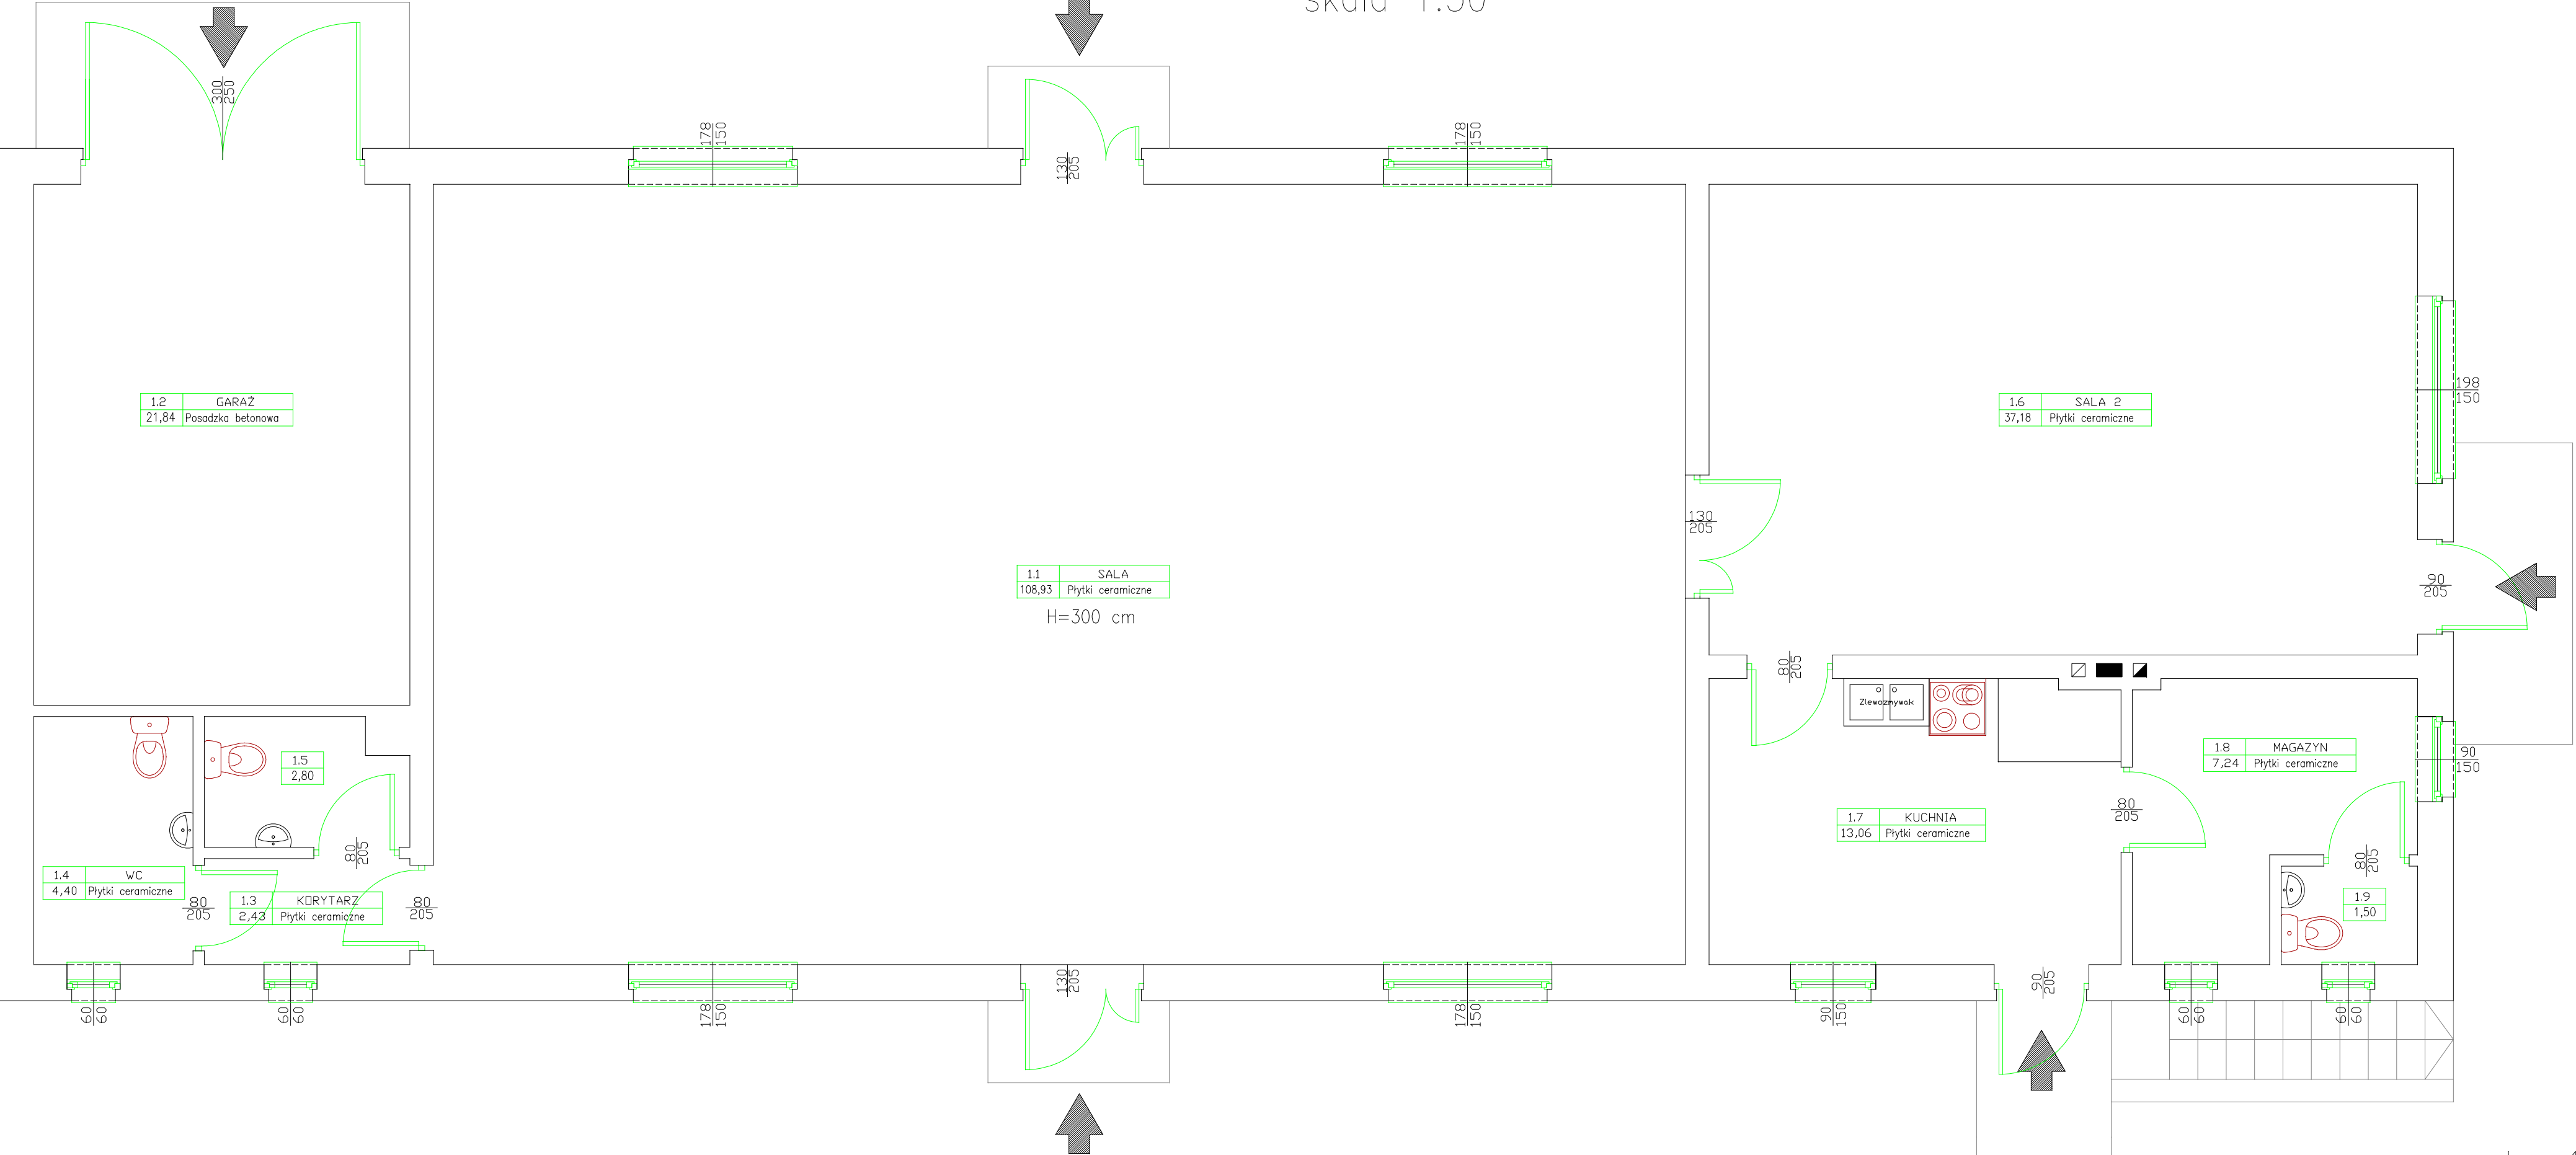 skala 1:50
300
250
178
150
130
205
178
150
1.2 GARAŻ
21,84 Posadzka betonowa
1.6 SALA 2
37,18 Płytki ceramiczne
198
150
130
205
1.1 SALA
108,93 Płytki ceramiczne
H=300 cm
90
205
80
205
Zlewozmywak
1.5
2,80
1.8 MAGAZYN
7,24 Płytki ceramiczne
90
150
80
205
1.7 KUCHNIA
13,06 Płytki ceramiczne
80
205
80
205
1.4 WC
4,40 Płytki ceramiczne
80
205
1.3 KORYTARZ
2,43 Płytki ceramiczne
80
205
1.9
1,50
60
60
60
60
178
150
130
205
178
150
90
150
90
205
60
60
60
60